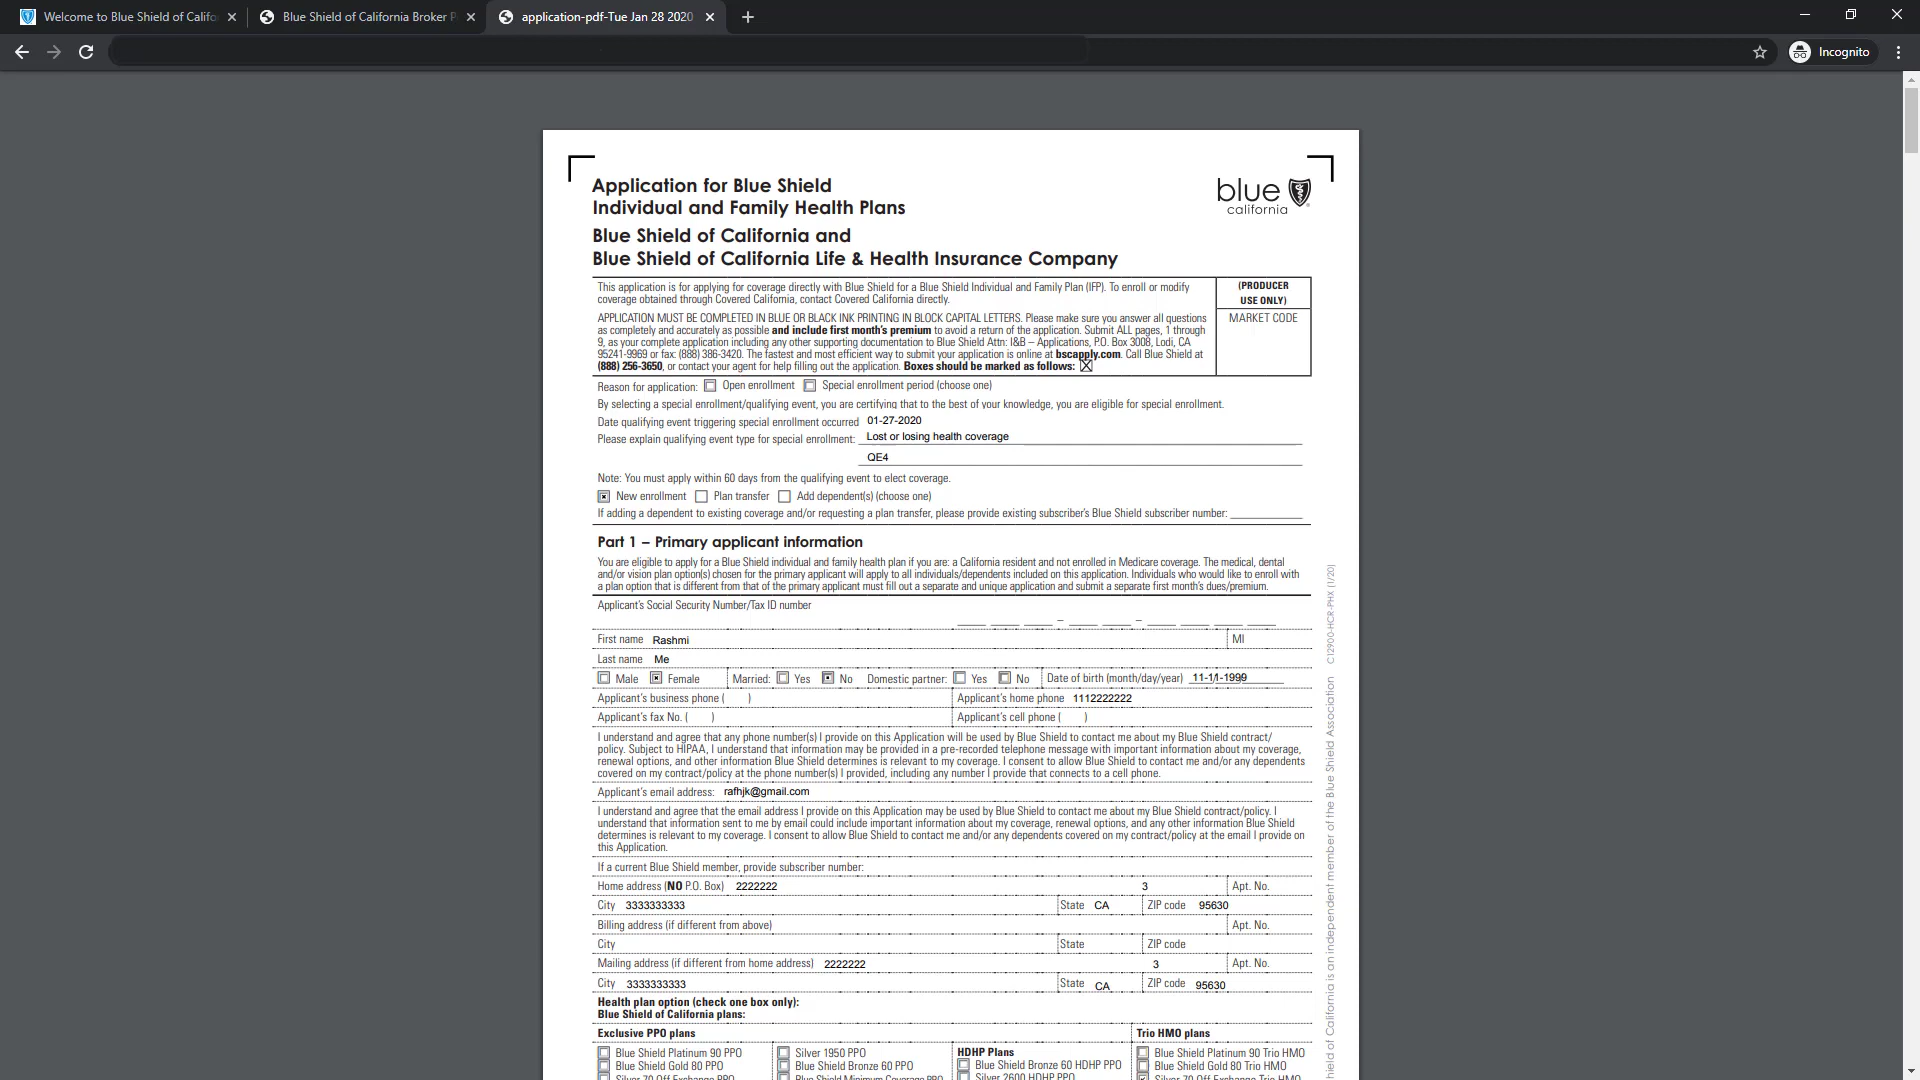 Welcome to Blue Shield of Califo
Blue Shield of California Broker P
application-pdf-Tue Jan 28 2020
Incognito
Application for Blue Shield
Individual and Family Health Plans
blue
california
Blue Shield of California and
Blue Shield of California Life & Health Insurance Company
This application is for applying for coverage directly with Blue Shield for a Blue Shield Individual and Family Plan (IFP). To enroll or modify
coverage obtained through Covered California, contact Covered California directly.
(PRODUCER
USE ONLY)
MARKET CODE
APPLICATION MUST BE COMPLETED IN BLUE OR BLACK INK PRINTING IN BLOCK CAPITAL LETTERS. Please make sure you answer all questions
as completely and accurately as possible and include first month's premium to avoid a return of the application. Submit ALL pages, 1 through
9, as your complete application including any other supporting documentation to Blue Shield Attn: I&B – Applications, P.O. Box 3008, Lodi, CA
95241-9969 or fax: (888) 386-3420. The fastest and most efficient way to submit your application is online at bscapply.com. Call Blue Shield at
(888) 256-3650, or contact your agent for help filling out the application. Boxes should be marked as follows:
Reason for application: Open enrollment Special enrollment period (choose one)
By selecting a special enrollment/qualifying event, you are certifying that to the best of your knowledge, you are eligible for special enrollment.
Date qualifying event triggering special enrollment occurred 01-27-2020
Please explain qualifying event type for special enrollment: Lost or losing health coverage
QE4
Note: You must apply within 60 days from the qualifying event to elect coverage.
New enrollment Plan transfer Add dependent(s) (choose one)
If adding a dependent to existing coverage and/or requesting a plan transfer, please provide existing subscriber's Blue Shield subscriber number:
Part 1 – Primary applicant information
You are eligible to apply for a Blue Shield individual and family health plan if you are: a California resident and not enrolled in Medicare coverage. The medical, dental
and/or vision plan option(s) chosen for the primary applicant will apply to all individuals/dependents included on this application. Individuals who would like to enroll with
a plan option that is different from that of the primary applicant must fill out a separate and unique application and submit a separate first month's dues/premium.
Applicant's Social Security Number/Tax ID number
First name Rashmi MI
Last name Me
Male Female Married: Yes No Domestic partner: Yes No Date of birth (month/day/year) 11-11-1999
Applicant's business phone ( ) Applicant's home phone 1112222222
Applicant's fax No. ( ) Applicant's cell phone ( )
I understand and agree that any phone number(s) I provide on this Application will be used by Blue Shield to contact me about my Blue Shield contract/
policy. Subject to HIPAA, I understand that information may be provided in a pre-recorded telephone message with important information about my coverage,
renewal options, and other information Blue Shield determines is relevant to my coverage. I consent to allow Blue Shield to contact me and/or any dependents
covered on my contract/policy at the phone number(s) I provided, including any number I provide that connects to a cell phone.
Applicant's email address: rafhjk@gmail.com
I understand and agree that the email address I provide on this Application may be used by Blue Shield to contact me about my Blue Shield contract/policy. I
understand that information sent to me by email could include important information about my coverage, renewal options, and any other information Blue Shield
determines is relevant to my coverage. I consent to allow Blue Shield to contact me and/or any dependents covered on my contract/policy at the email I provide on
this Application.
If a current Blue Shield member, provide subscriber number:
Home address (NO P.O. Box) 2222222 3 Apt. No.
City 3333333333 State CA ZIP code 95630
Billing address (if different from above) Apt. No.
City State ZIP code
Mailing address (if different from home address) 2222222 3 Apt. No.
City 3333333333 State CA ZIP code 95630
Health plan option (check one box only):
Blue Shield of California plans:
Exclusive PPO plans Trio HMO plans
Blue Shield Platinum 90 PPO Silver 1950 PPO HDHP Plans Blue Shield Platinum 90 Trio HMO
Blue Shield Gold 80 PPO Blue Shield Bronze 60 PPO Blue Shield Bronze 60 HDHP PPO Blue Shield Gold 80 Trio HMO
Silver 70 Off Exchange PPO Blue Shield Minimum Coverage PPO Silver 2600 HDHP PPO Silver 70 Off Exchange Trio HMO
C12900-HCR-PHX (1/20)
hield of California is an independent member of the Blue Shield Association